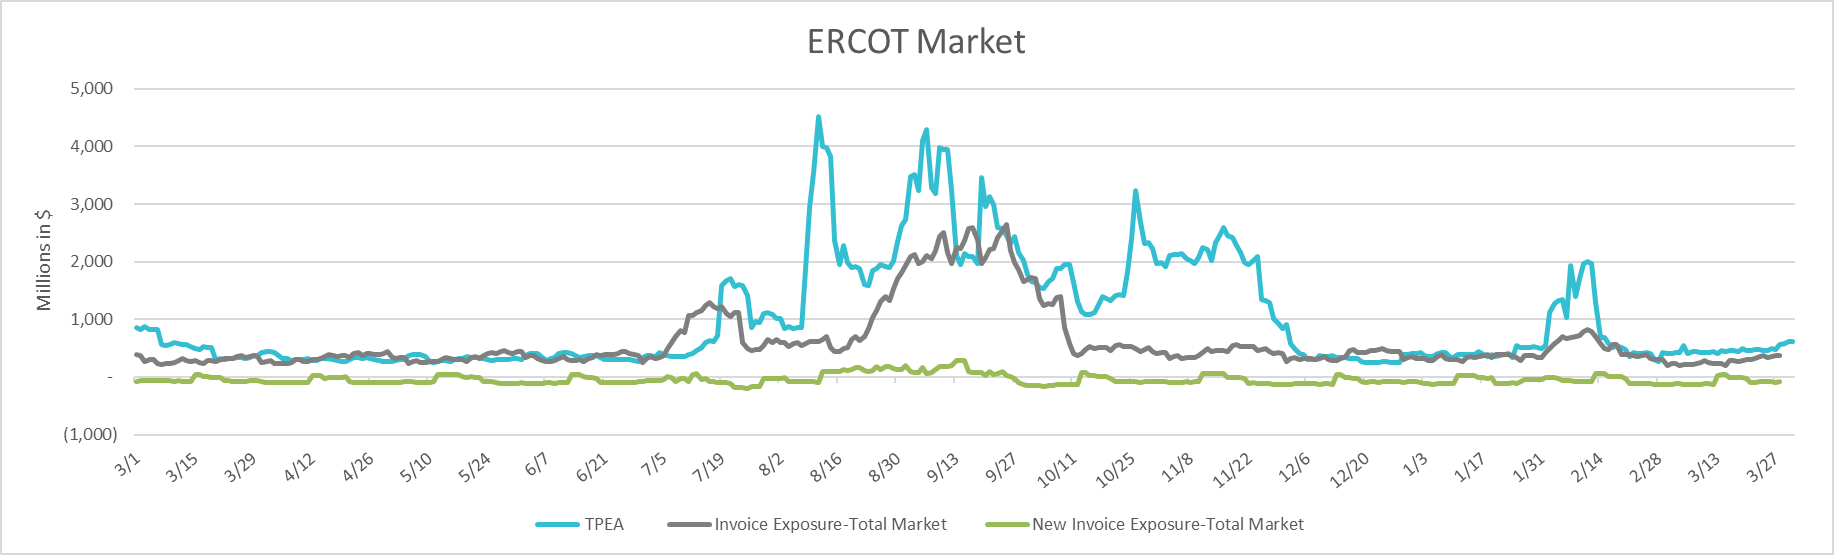 ERCOT Market
Millions in $
5,000
4,000
3,000
2,000
1,000
-
(1,000)
3/1 3/15 3/29 4/12 4/26 5/10 5/24 6/7 6/21 7/5 7/19 8/2 8/16 8/30 9/13 9/27 10/11 10/25 11/8 11/22 12/6 12/20 1/3 1/17 1/31 2/14 2/28 3/13 3/27
TPEA Invoice Exposure-Total Market New Invoice Exposure-Total Market